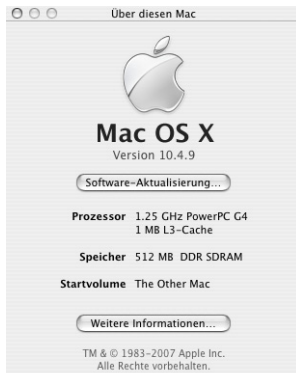 Über diesen Mac
Mac OS X
Version 10.4.9
Software-Aktualisierung...
Prozessor 1.25 GHz PowerPC G4
1 MB L3-Cache
Speicher 512 MB DDR SDRAM
Startvolume The Other Mac
Weitere Informationen...
TM & © 1983-2007 Apple Inc.
Alle Rechte vorbehalten.